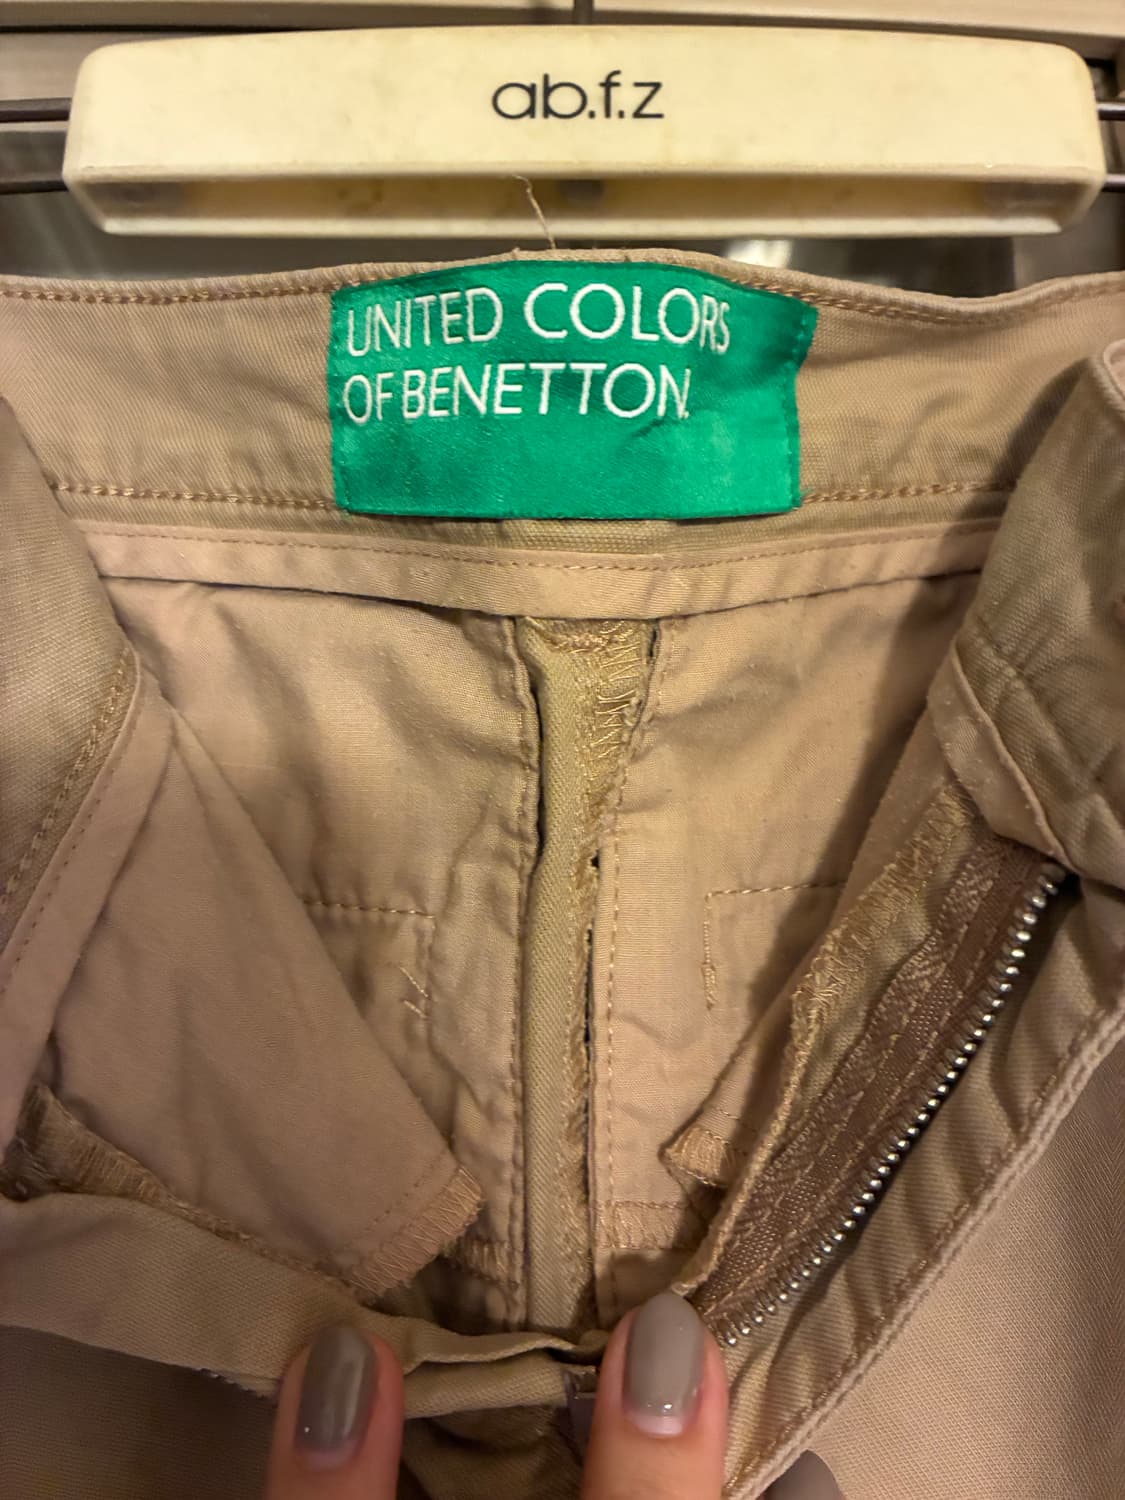 ab.f.z
UNITED COLORS
OF BENETTON.